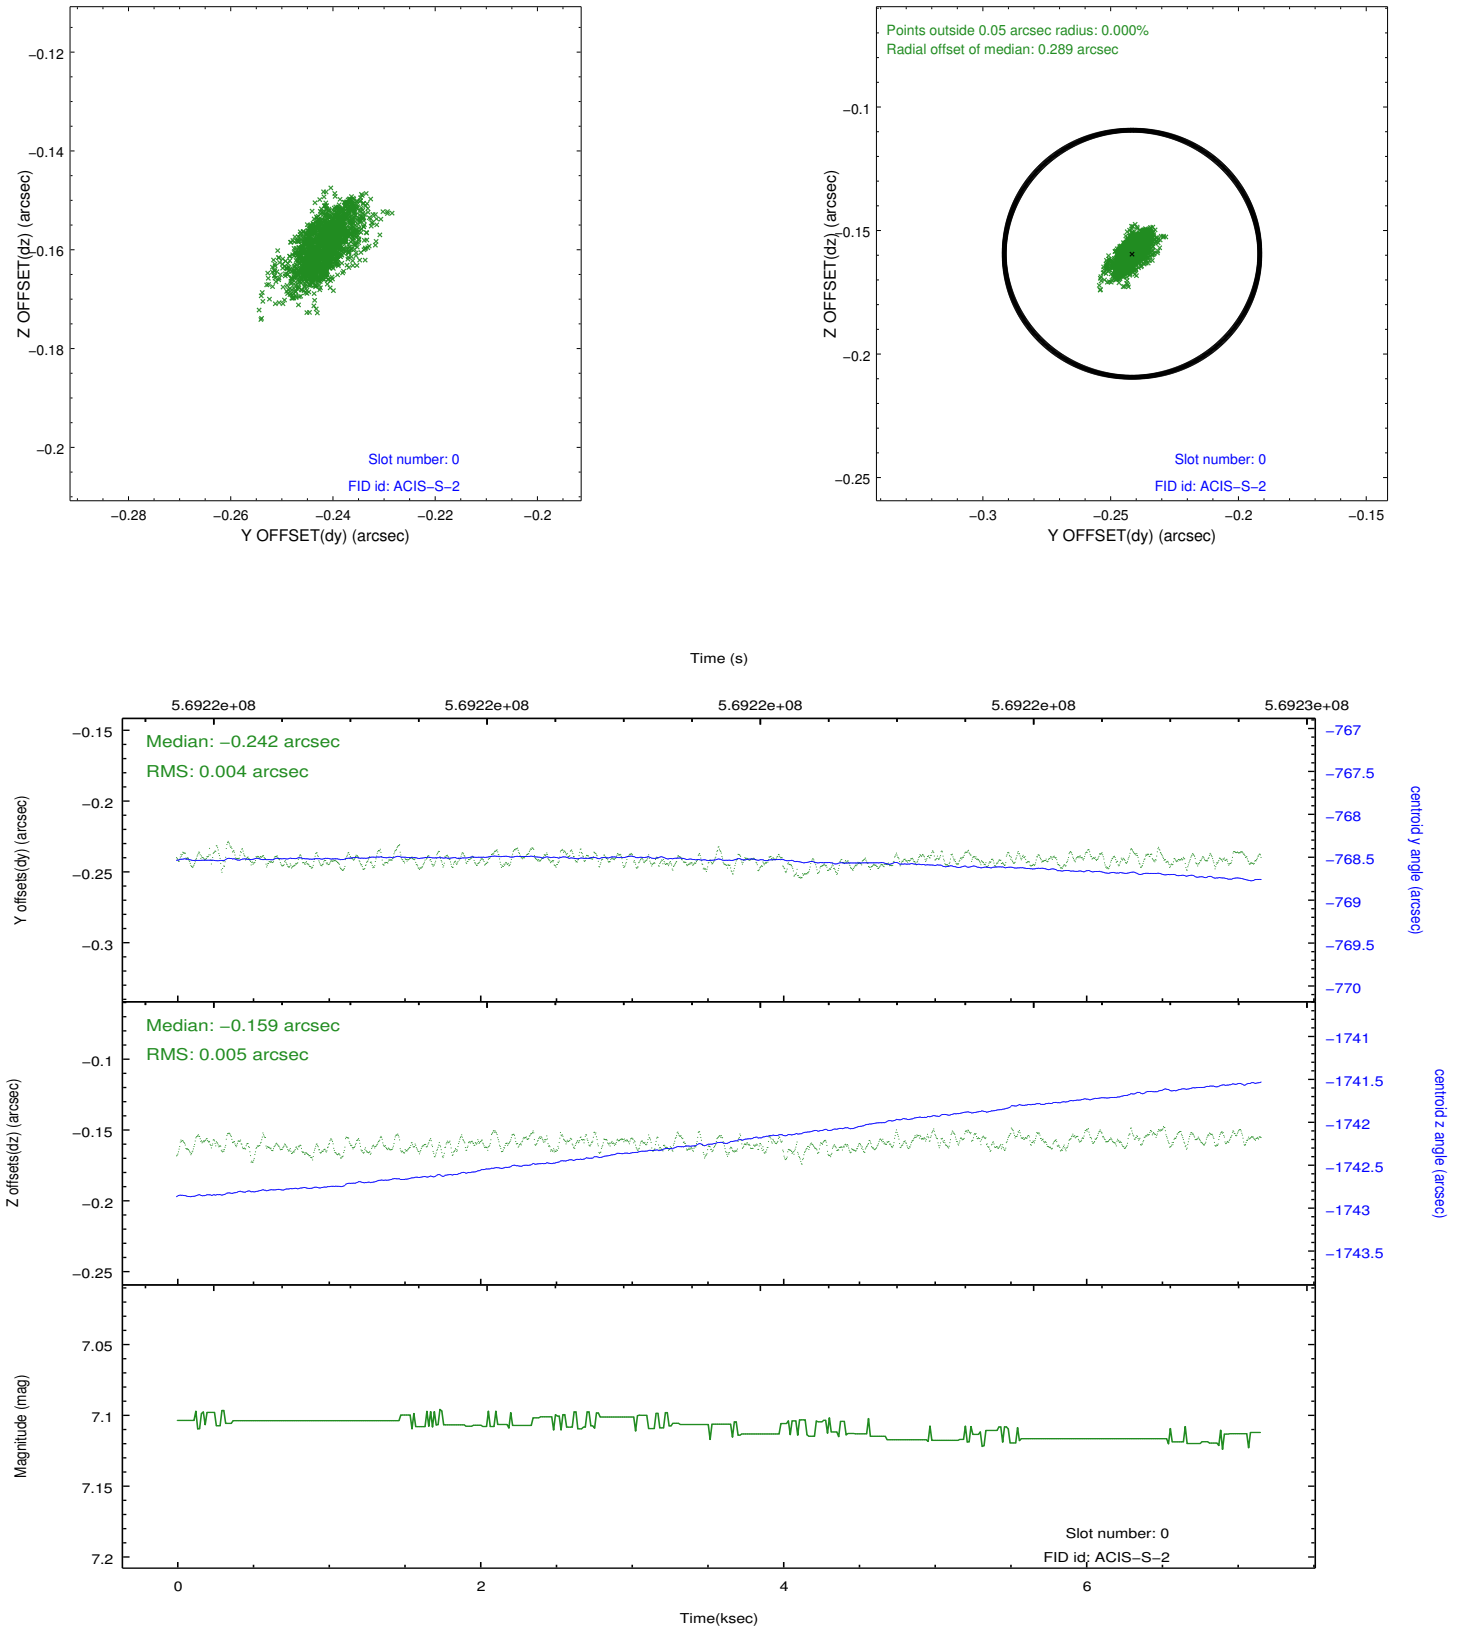 −0.12
−0.14
−0.16
−0.18
−0.2
Z OFFSET(dz) (arcsec)
Slot number: 0
FID id: ACIS−S−2
−0.28
−0.26
−0.24
−0.22
−0.2
Y OFFSET(dy) (arcsec)
Points outside 0.05 arcsec radius: 0.000%
Radial offset of median: 0.289 arcsec
−0.1
−0.15
−0.2
−0.25
Z OFFSET(dz) (arcsec)
Slot number: 0
FID id: ACIS−S−2
−0.3
−0.25
−0.2
−0.15
Y OFFSET(dy) (arcsec)
Time (s)
5.6922e+08
5.6922e+08
5.6922e+08
5.6922e+08
5.6923e+08
Median: −0.242 arcsec
RMS: 0.004 arcsec
−0.15
−0.2
−0.25
−0.3
Y offsets(dy) (arcsec)
−767
−767.5
−768
−768.5
−769
−769.5
−770
centroid y angle (arcsec)
Median: −0.159 arcsec
RMS: 0.005 arcsec
−0.1
−0.15
−0.2
−0.25
Z offsets(dz) (arcsec)
−1741
−1741.5
−1742
−1742.5
−1743
−1743.5
centroid z angle (arcsec)
7.05
7.1
7.15
7.2
Magnitude (mag)
Slot number: 0
FID id: ACIS−S−2
0
2
4
6
Time(ksec)